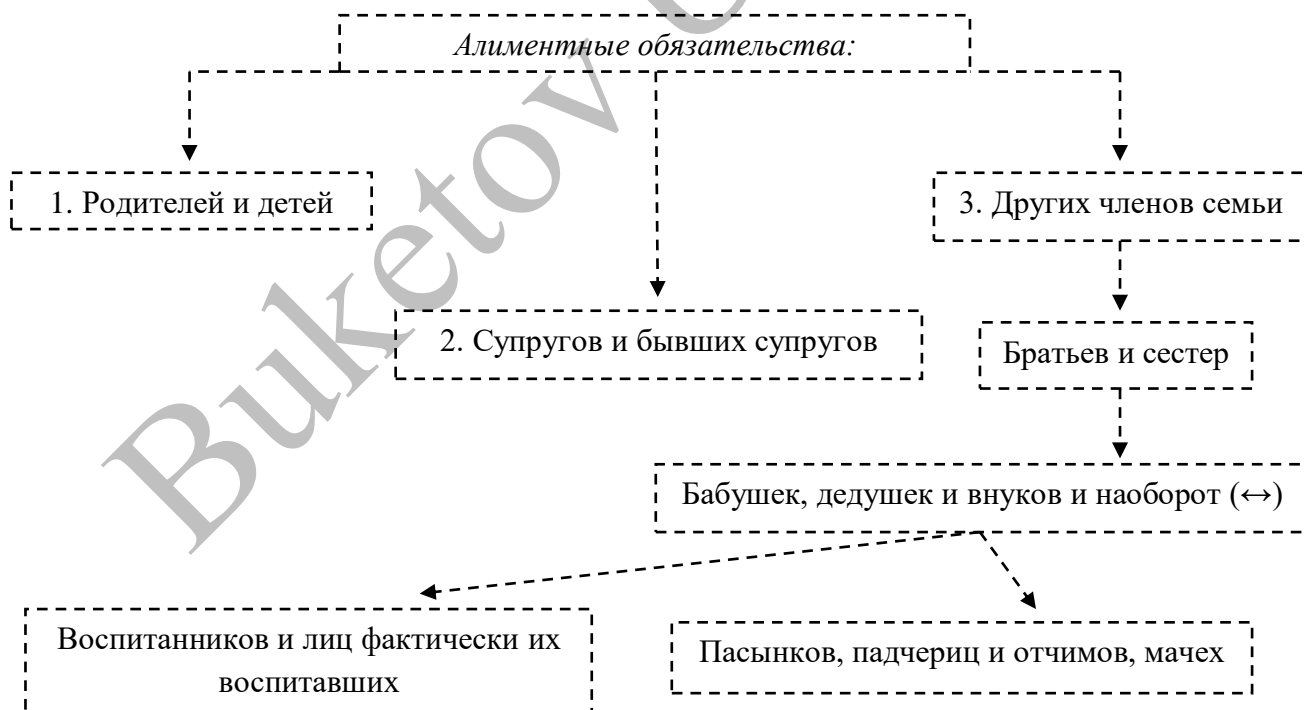 Алиментные обязательства:
1. Родителей и детей
3. Других членов семьи
2. Супругов и бывших супругов
Братьев и сестер
Бабушек, дедушек и внуков и наоборот (↔)
Воспитанников и лиц фактически их
воспитавших
Пасынков, падчериц и отчимов, мачех
Buketov